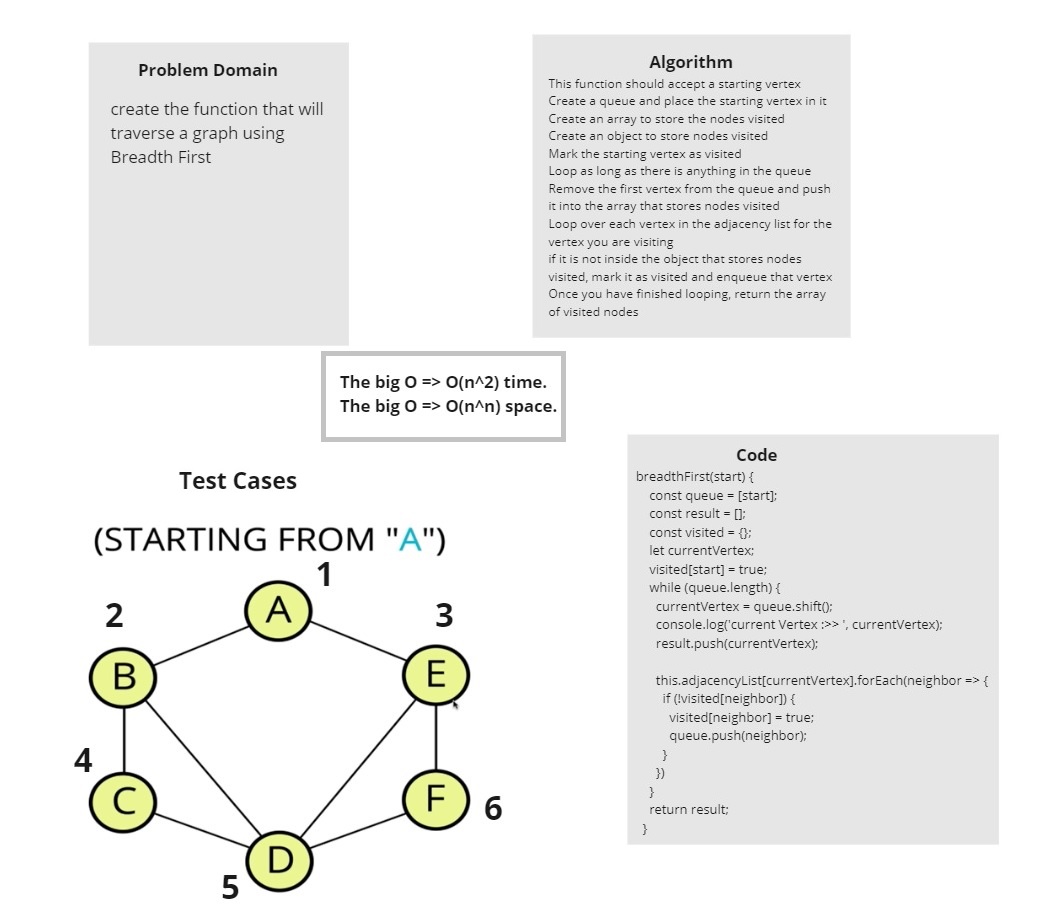 Problem Domain
create the function that will
traverse a graph using
Breadth First
Algorithm
This function should accept a starting vertex
Create a queue and place the starting vertex in it
Create an array to store the nodes visited
Create an object to store nodes visited
Mark the starting vertex as visited
Loop as long as there is anything in the queue
Remove the first vertex from the queue and push
it into the array that stores nodes visited
Loop over each vertex in the adjacency list for the
vertex you are visiting
if it is not inside the object that stores nodes
visited, mark it as visited and enqueue that vertex
Once you have finished looping, return the array
of visited nodes
The big O => O(n^2) time.
The big O => O(n^n) space.
Test Cases
(STARTING FROM "A")
1
A
2
3
B
E
4
C
F
6
D
5
Code
breadthFirst(start) {
const queue = [start];
const result = [];
const visited = {};
let currentVertex;
visited[start] = true;
while (queue.length) {
currentVertex = queue.shift();
console.log('current Vertex :>> ', currentVertex);
result.push(currentVertex);
this.adjacencyList[currentVertex].forEach(neighbor => {
if (!visited[neighbor]) {
visited[neighbor] = true;
queue.push(neighbor);
}
})
}
return result;
}